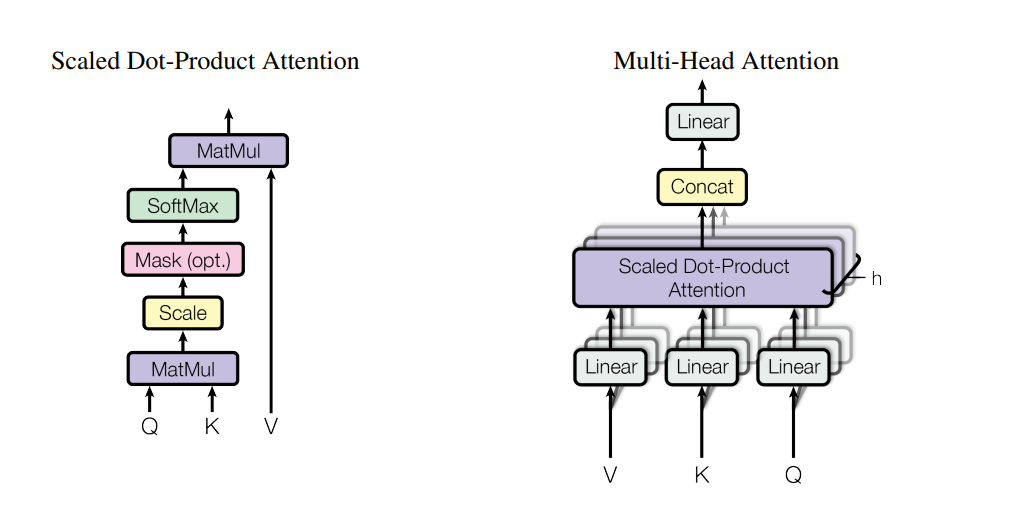 Scaled Dot-Product Attention
MatMul
SoftMax
Mask (opt.)
Scale
MatMul
Q K V
Multi-Head Attention
Linear
Concat
Scaled Dot-Product
Attention
h
Linear Linear Linear
V K Q